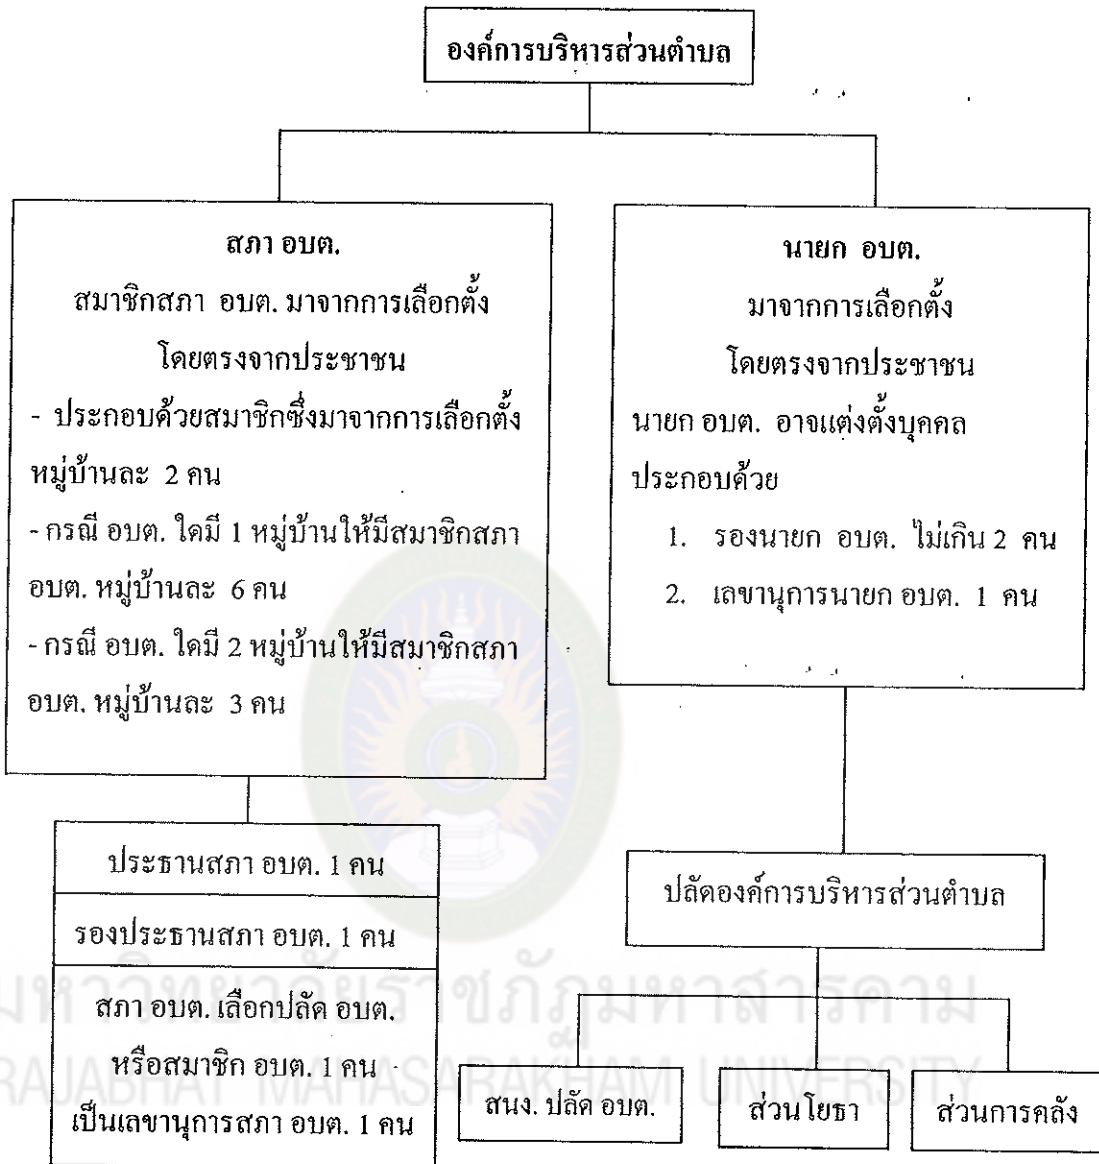 องค์การบริหารส่วนตำบล
สภา อบต.
สมาชิกสภา อบต. มาจากการเลือกตั้ง
โดยตรงจากประชาชน
- ประกอบด้วยสมาชิกซึ่งมาจากการเลือกตั้ง
หมู่บ้านละ 2 คน
- กรณี อบต. ใดมี 1 หมู่บ้านให้มีสมาชิกสภา
อบต. หมู่บ้านละ 6 คน
- กรณี อบต. ใดมี 2 หมู่บ้านให้มีสมาชิกสภา
อบต. หมู่บ้านละ 3 คน
นายก อบต.
มาจากการเลือกตั้ง
โดยตรงจากประชาชน
นายก อบต. อาจแต่งตั้งบุคคล
ประกอบด้วย
1. รองนายก อบต. ไม่เกิน 2 คน
2. เลขานุการนายก อบต. 1 คน
ประธานสภา อบต. 1 คน
รองประธานสภา อบต. 1 คน
สภา อบต. เลือกปลัด อบต.
หรือสมาชิก อบต. 1 คน
เป็นเลขานุการสภา อบต. 1 คน
ปลัดองค์การบริหารส่วนตำบล
สนง. ปลัด อบต.
ส่วนโยธา
ส่วนการคลัง
มหาวิทยาลัยราชภัฏมหาสารคาม
RAJABHAT MAHASARAKHAM UNIVERSITY